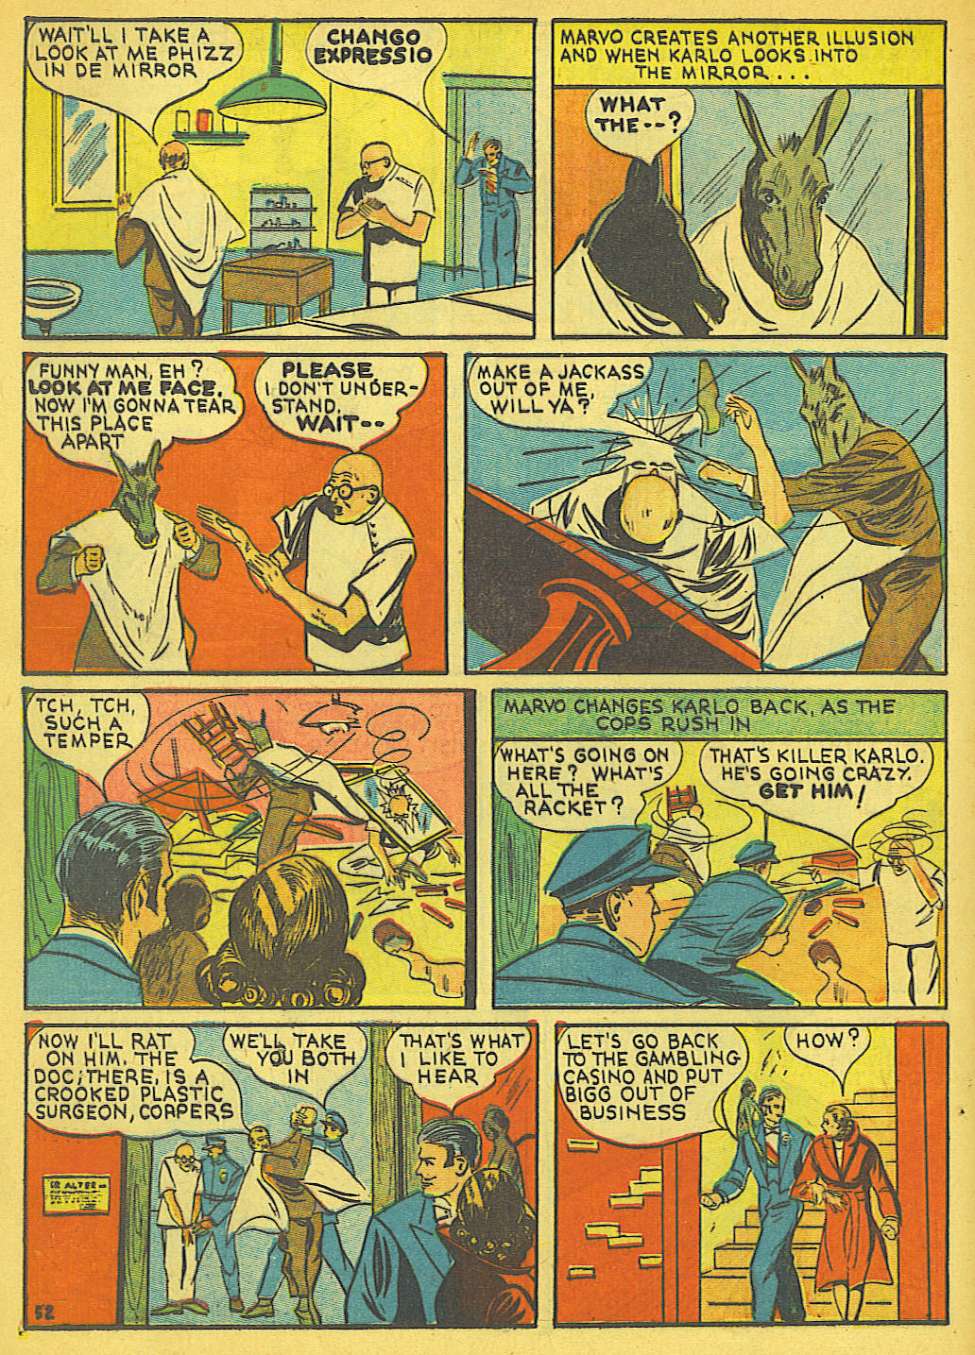 WAIT'LL I TAKE A
LOOK AT ME PHIZZ
IN DE MIRROR
CHANGO
EXPRESSIO
MARVO CREATES ANOTHER ILLUSION
AND WHEN KARLO LOOKS INTO
THE MIRROR...
WHAT
THE--?
FUNNY MAN, EH?
LOOK AT ME FACE.
NOW I'M GONNA TEAR
THIS PLACE
APART
PLEASE
I DON'T UNDER-
STAND.
WAIT--
MAKE A JACKASS
OUT OF ME,
WILL YA?
TCH, TCH,
SUCH A
TEMPER
MARVO CHANGES KARLO BACK, AS THE
COPS RUSH IN
WHAT'S GOING ON
HERE? WHAT'S
ALL THE
RACKET?
THAT'S KILLER KARLO.
HE'S GOING CRAZY.
GET HIM!
NOW I'LL RAT
ON HIM. THE
DOC, THERE, IS A
CROOKED PLASTIC
SURGEON, COPPERS
WE'LL TAKE
YOU BOTH
IN
THAT'S WHAT
I LIKE TO
HEAR
DR ALTER
52
LET'S GO BACK
TO THE GAMBLING
CASINO AND PUT
BIGG OUT OF
BUSINESS
HOW?